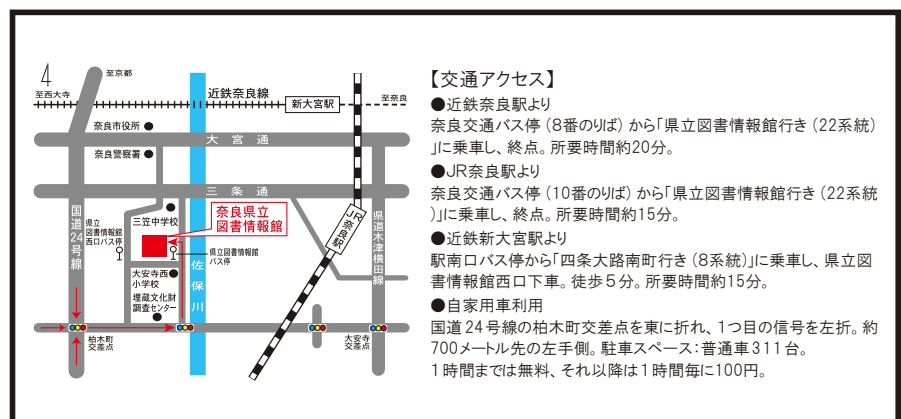 4
至京都
至西大寺
近鉄奈良線
新大宮駅
至奈良
奈良市役所
大宮通
奈良警察署
三条通
国道24号線
三笠中学校
奈良県立
図書情報館
県立
図書情報館
西口バス停
県立図書情報館
バス停
JR奈良駅
県道木津横田線
大安寺西
小学校
佐保川
埋蔵文化財
調査センター
柏木町
交差点
大安寺
交差点
【交通アクセス】
●近鉄奈良駅より
奈良交通バス停(8番のりば)から「県立図書情報館行き(22系統)
」に乗車し、終点。所要時間約20分。
●JR奈良駅より
奈良交通バス停(10番のりば)から「県立図書情報館行き(22系統
)」に乗車し、終点。所要時間約15分。
●近鉄新大宮駅より
駅南口バス停から「四条大路南町行き(8系統)」に乗車し、県立図
書情報館西口下車。徒歩5分。所要時間約15分。
●自家用車利用
国道24号線の柏木町交差点を東に折れ、1つ目の信号を左折。約
700メートル先の左手側。駐車スペース:普通車311台。
1時間までは無料、それ以降は1時間毎に100円。